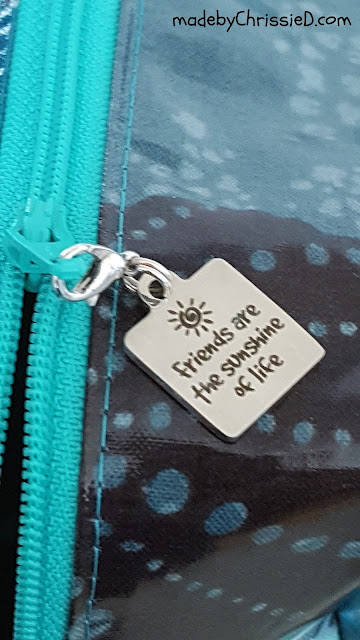 madebyChrissieD.com
friends are
the sunshine
of life